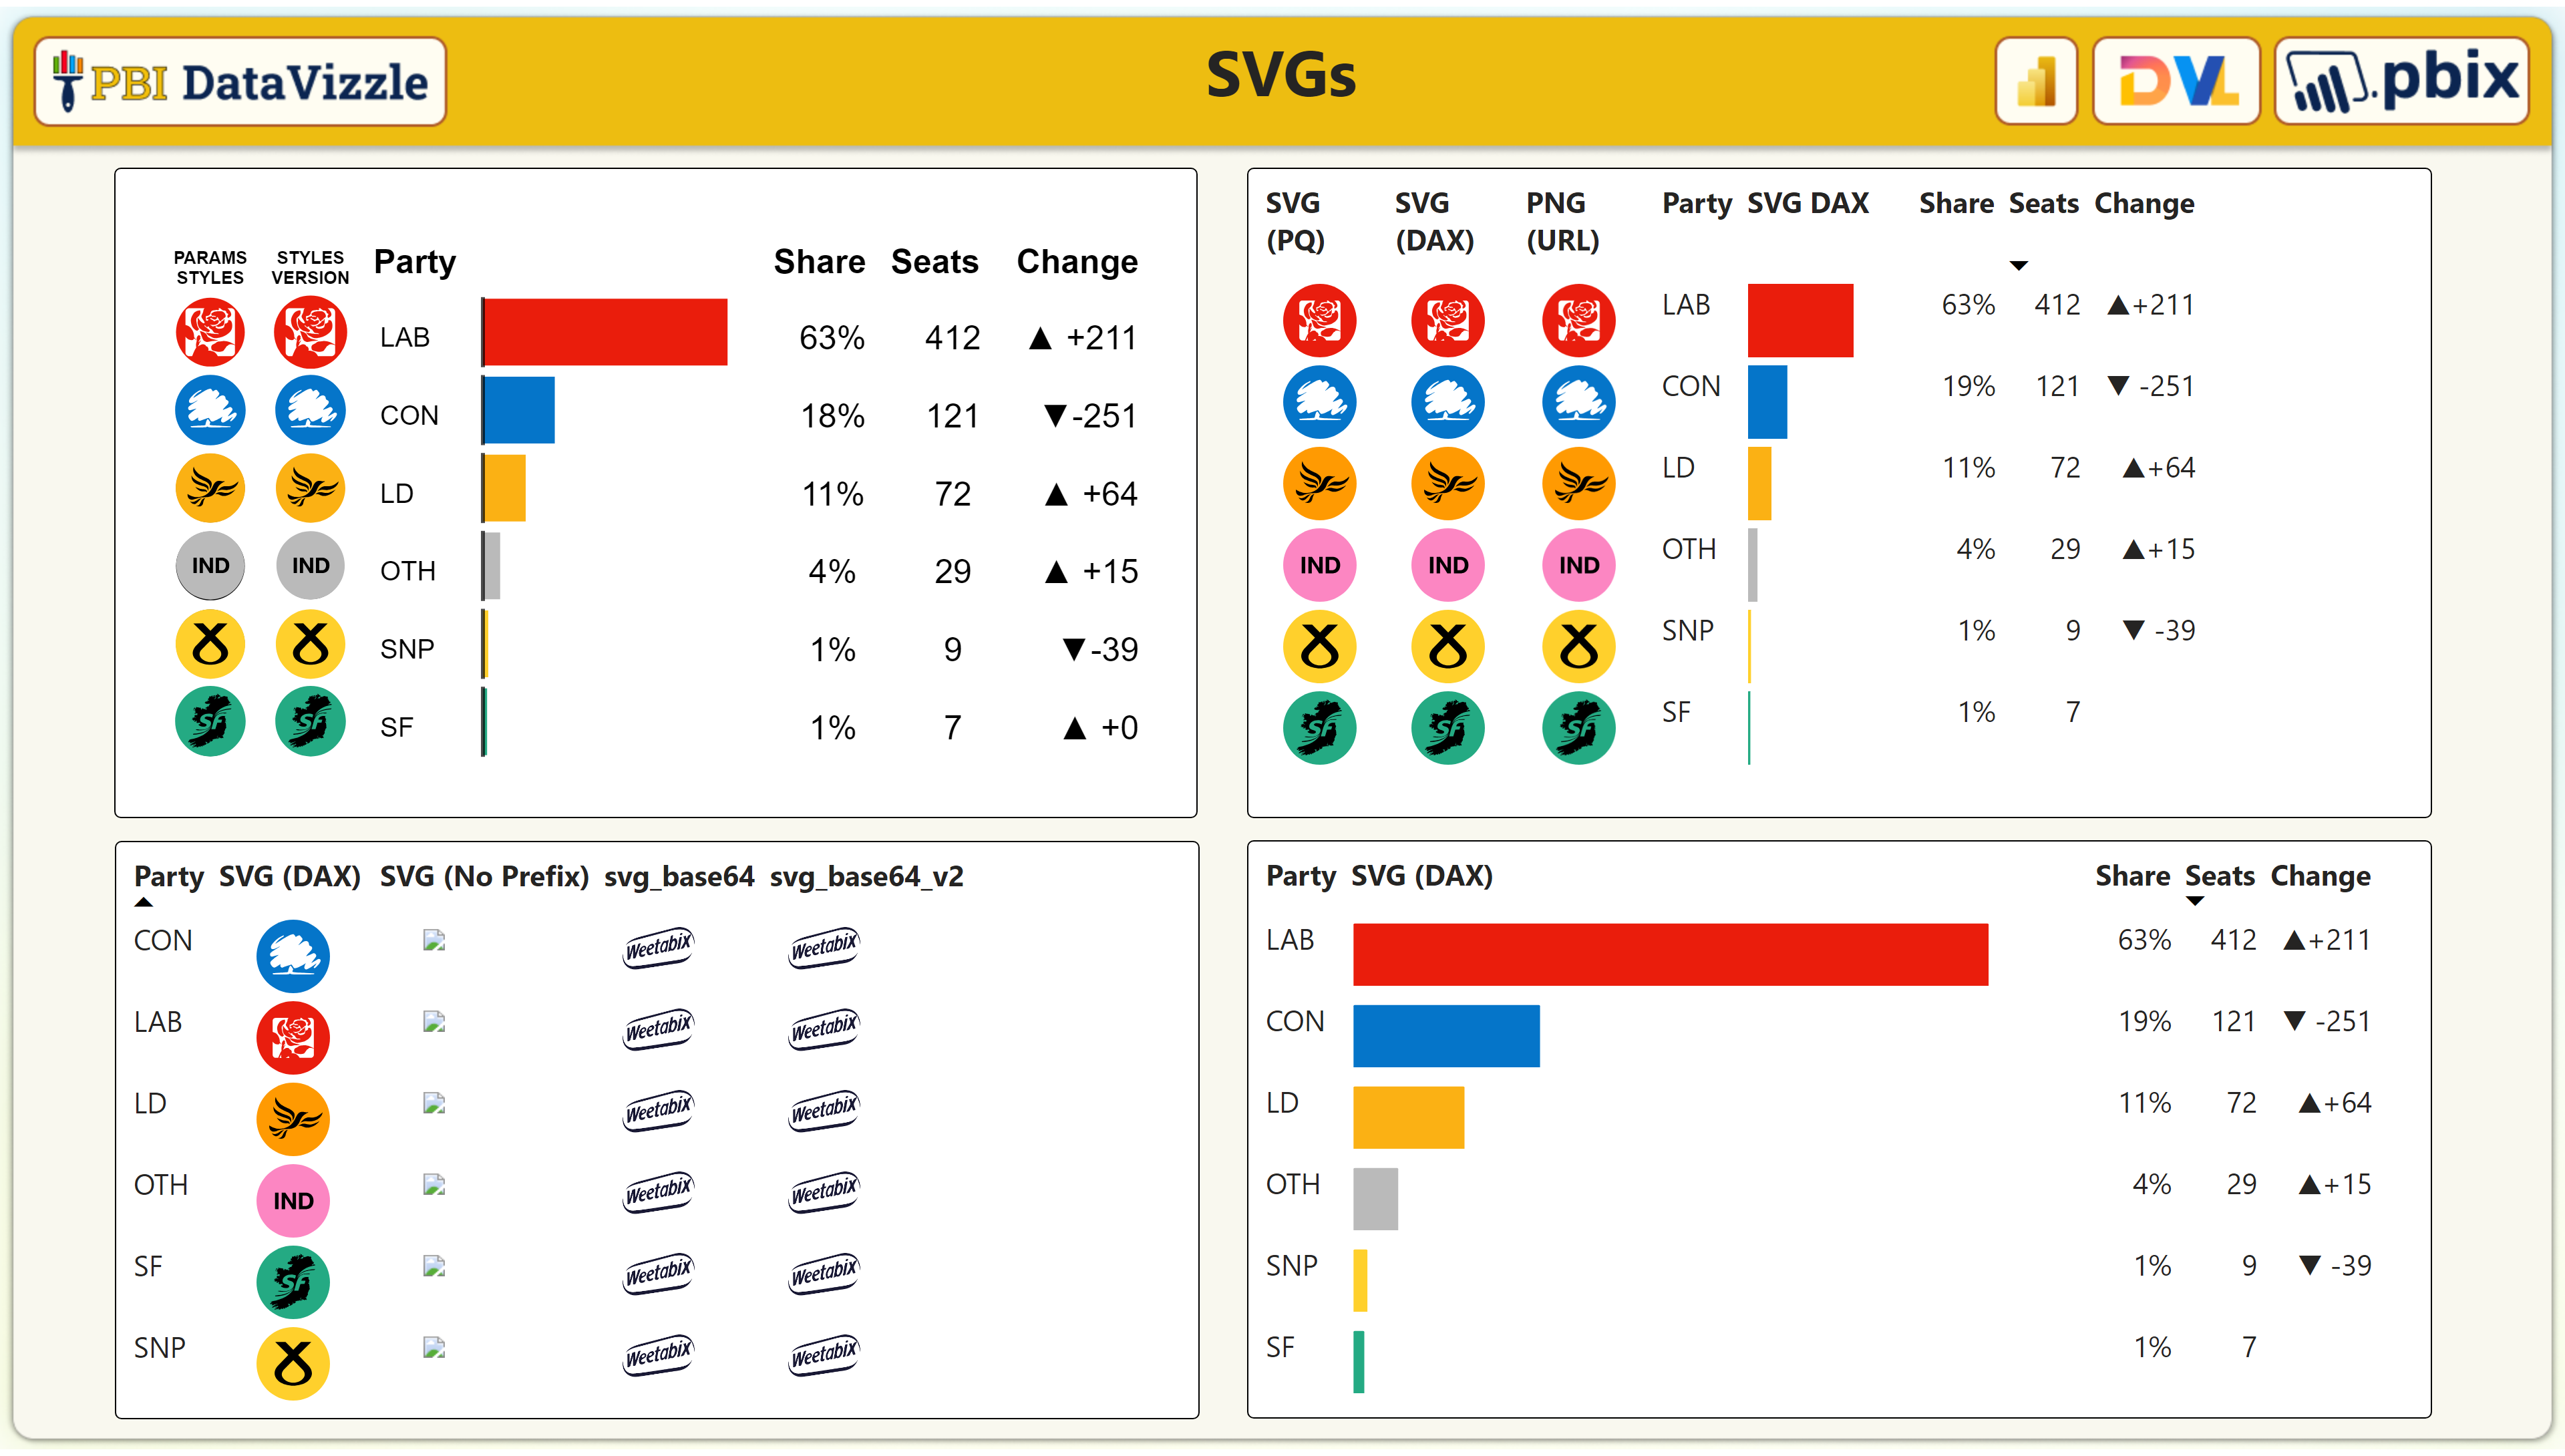 PBI DataVizzle
SVGs
DVL
.pbix
PARAMS STYLES
STYLES VERSION
Party
Share
Seats
Change
LAB
63%
412
▲ +211
CON
18%
121
▼-251
LD
11%
72
▲ +64
IND
IND
OTH
4%
29
▲ +15
SNP
1%
9
▼-39
SF
SF
SF
1%
7
▲ +0
SVG (PQ)
SVG (DAX)
PNG (URL)
Party
SVG DAX
Share
Seats
Change
LAB
63%
412
▲+211
CON
19%
121
▼ -251
LD
11%
72
▲+64
IND
IND
IND
OTH
4%
29
▲+15
SNP
1%
9
▼ -39
SF
SF
SF
SF
1%
7
Party
SVG (DAX)
SVG (No Prefix)
svg_base64
svg_base64_v2
CON
Weetabix
Weetabix
LAB
Weetabix
Weetabix
LD
Weetabix
Weetabix
OTH
IND
Weetabix
Weetabix
SF
SF
Weetabix
Weetabix
SNP
Weetabix
Weetabix
Party
SVG (DAX)
Share
Seats
Change
LAB
63%
412
▲+211
CON
19%
121
▼ -251
LD
11%
72
▲+64
OTH
4%
29
▲+15
SNP
1%
9
▼ -39
SF
1%
7